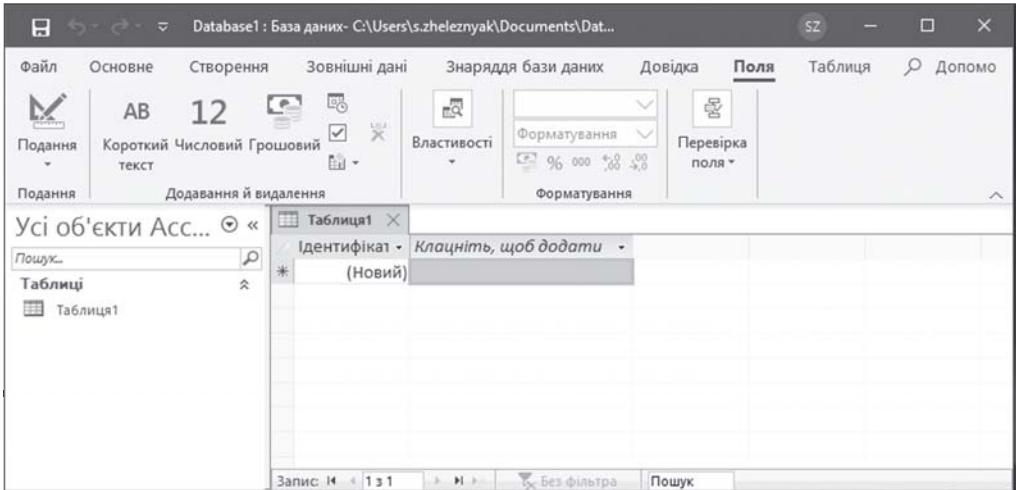 Database1 : База даних- C:\Users\s.zheleznyak\Documents\Dat...
SZ
Файл Основне Створення Зовнішні дані Знаряддя бази даних Довідка Поля Таблиця Допомо
Подання
AB Короткий текст
12 Числовий
Грошовий
Властивості
Форматування
% 000
Перевірка поля
Подання Додавання й видалення Форматування
Усі об'єкти Acc... «
Пошук...
Таблиці
Таблиця1
Таблиця1
Ідентифікат Клацніть, щоб додати
(Новий)
Запис: 1 з 1 Без фільтра Пошук